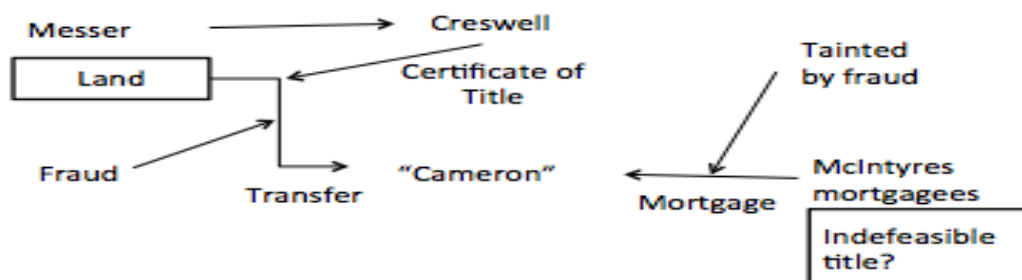 Messer
Creswell
Land
Certificate of
Title
Tainted
by fraud
Fraud
Transfer
“Cameron”
Mortgage
McIntyres
mortgagees
Indefeasible
title?